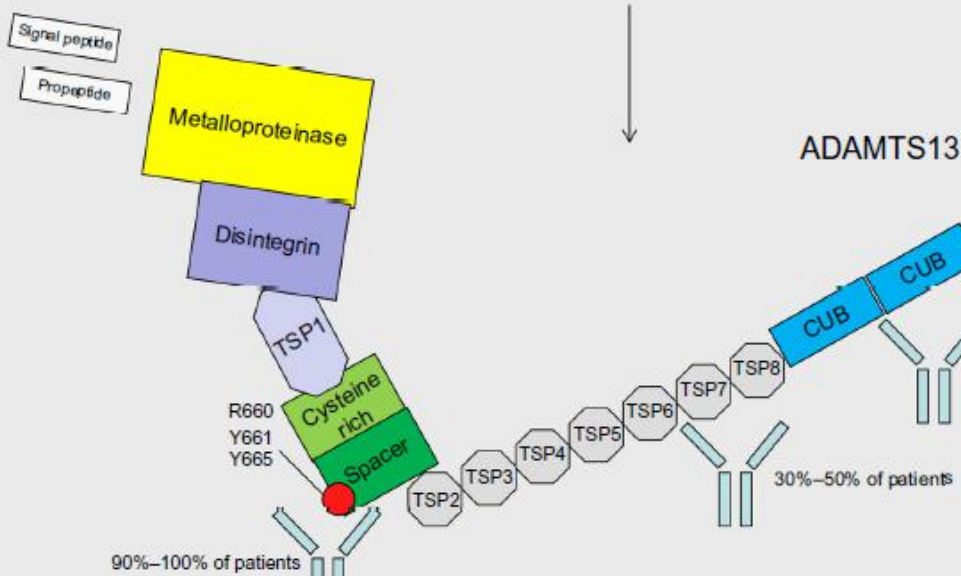 Signal peptide
Propeptide
Metalloproteinase
ADAMTS13
Disintegrin
CUB
CUB
TSP1
TSP8
TSP7
TSP6
TSP5
TSP4
TSP3
TSP2
Cysteine
rich
Spacer
R660
Y661
Y665
30%–50% of patients
90%–100% of patients